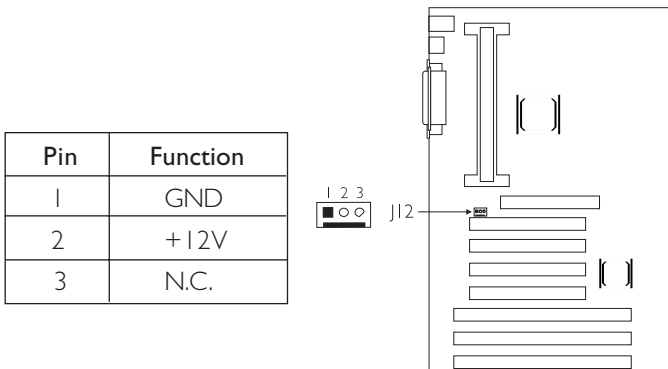 Pin Function
1 GND
2 +12V
3 N.C.
1 2 3
J12